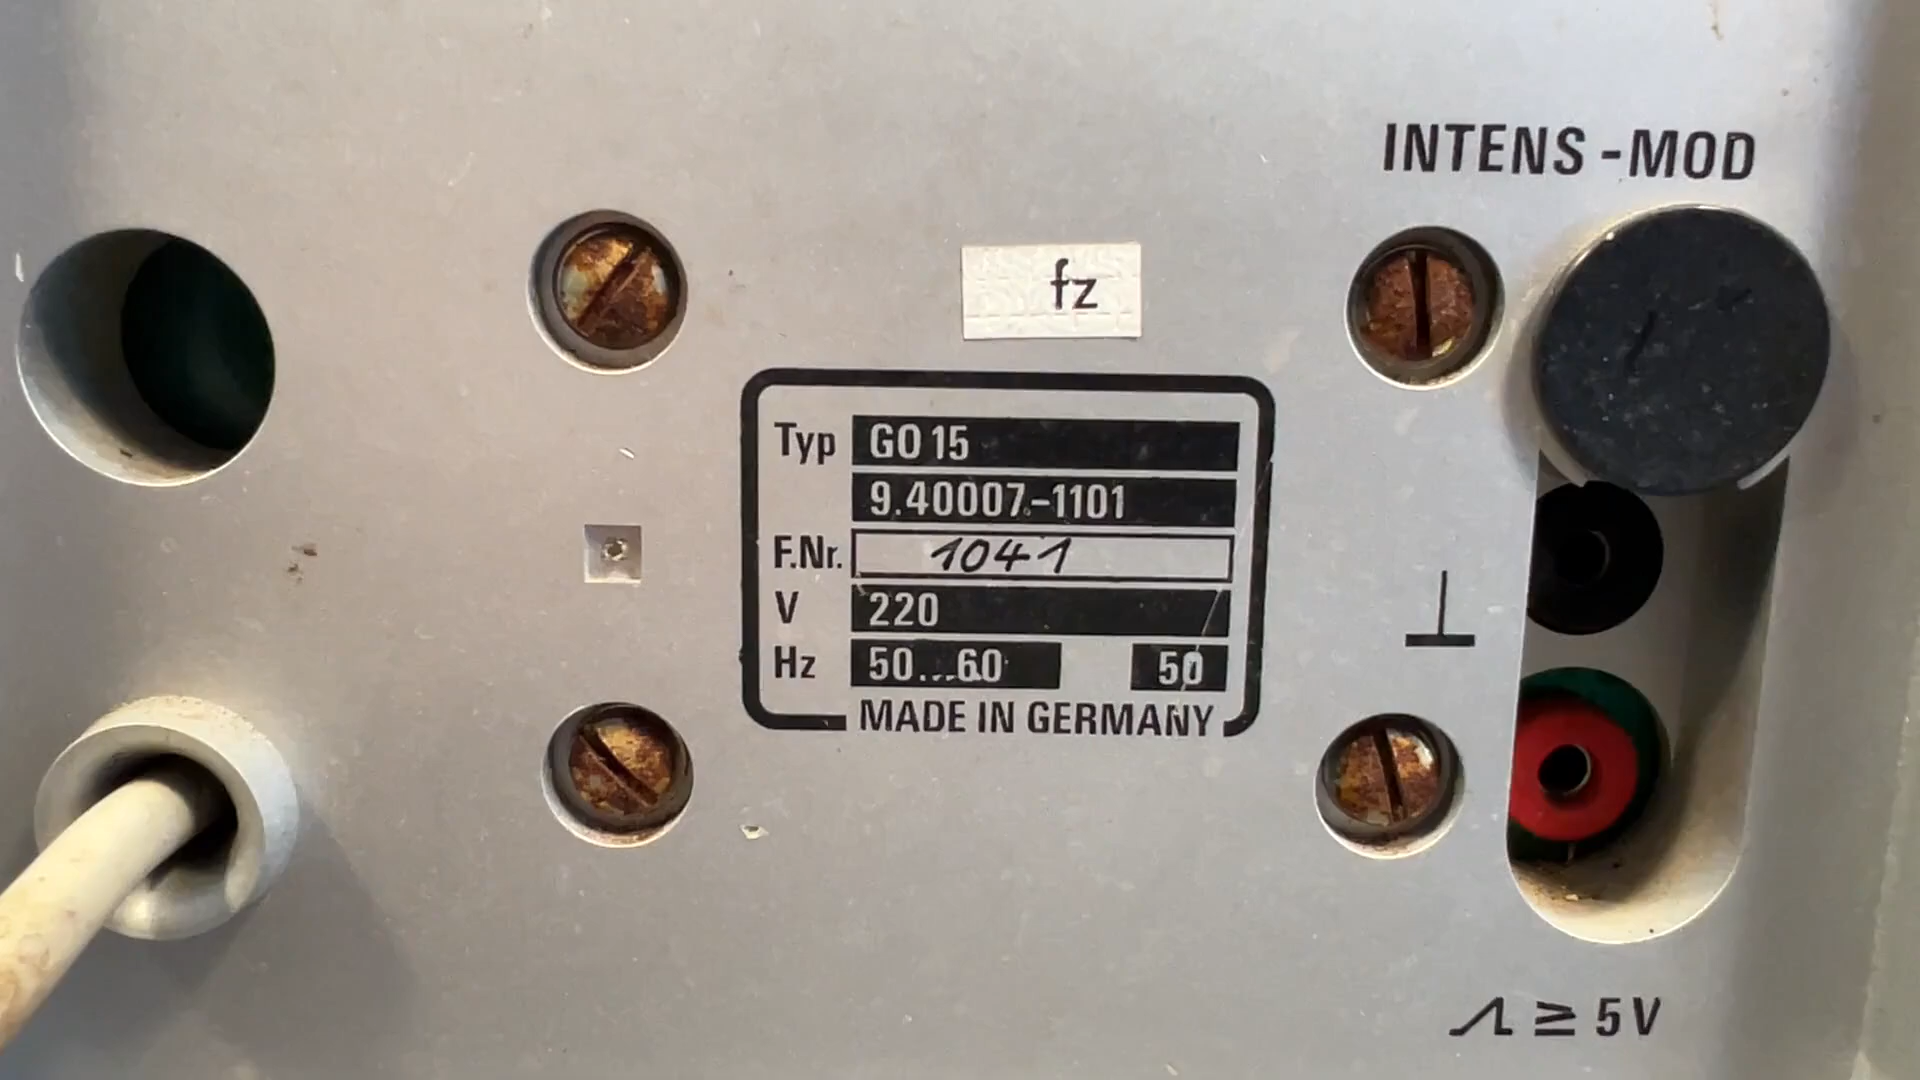 INTENS-MOD
fz
Typ GO 15
9.40007-1101
F.Nr. 1041
V 220
Hz 50...60 50
MADE IN GERMANY
≥ 5V